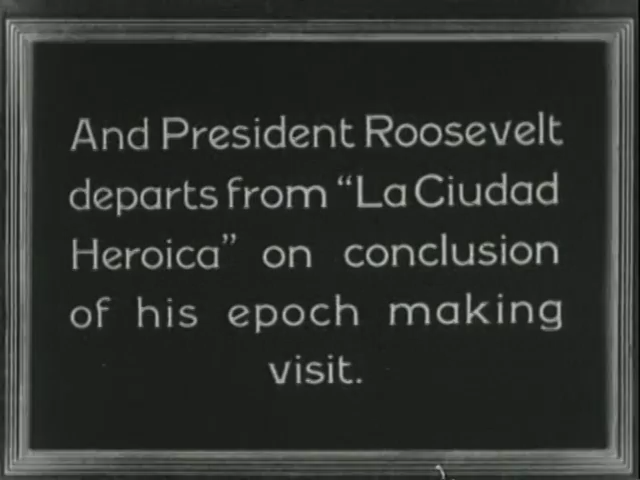 And President Roosevelt
departs from “La Ciudad
Heroica” on conclusion
of his epoch making
visit.